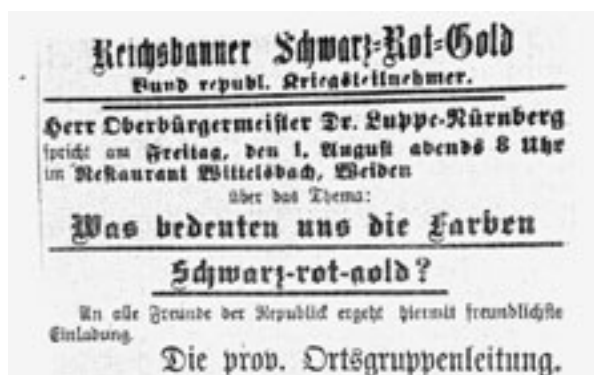 Reichsbanner Schwarz-Rot-Gold
Bund republ. Kriegsteilnehmer.
Herr Oberbürgermeister Dr. Luppe-Nürnberg
spricht am Freitag, den 1. August abends 8 Uhr
im Restaurant Wittelsbach, Weiden
über das Thema:
Was bedeuten uns die Farben
Schwarz-rot-gold?
An alle Freunde der Republick ergeht hiermit freundlichste
Einladung.
Die prov. Ortsgruppenleitung.